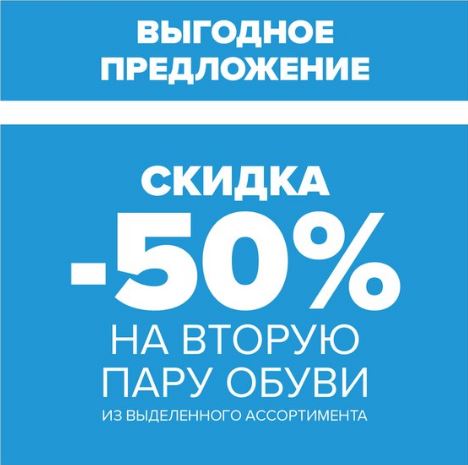 ВЫГОДНОЕ
ПРЕДЛОЖЕНИЕ
СКИДКА
-50%
НА ВТОРУЮ
ПАРУ ОБУВИ
ИЗ ВЫДЕЛЕННОГО АССОРТИМЕНТА